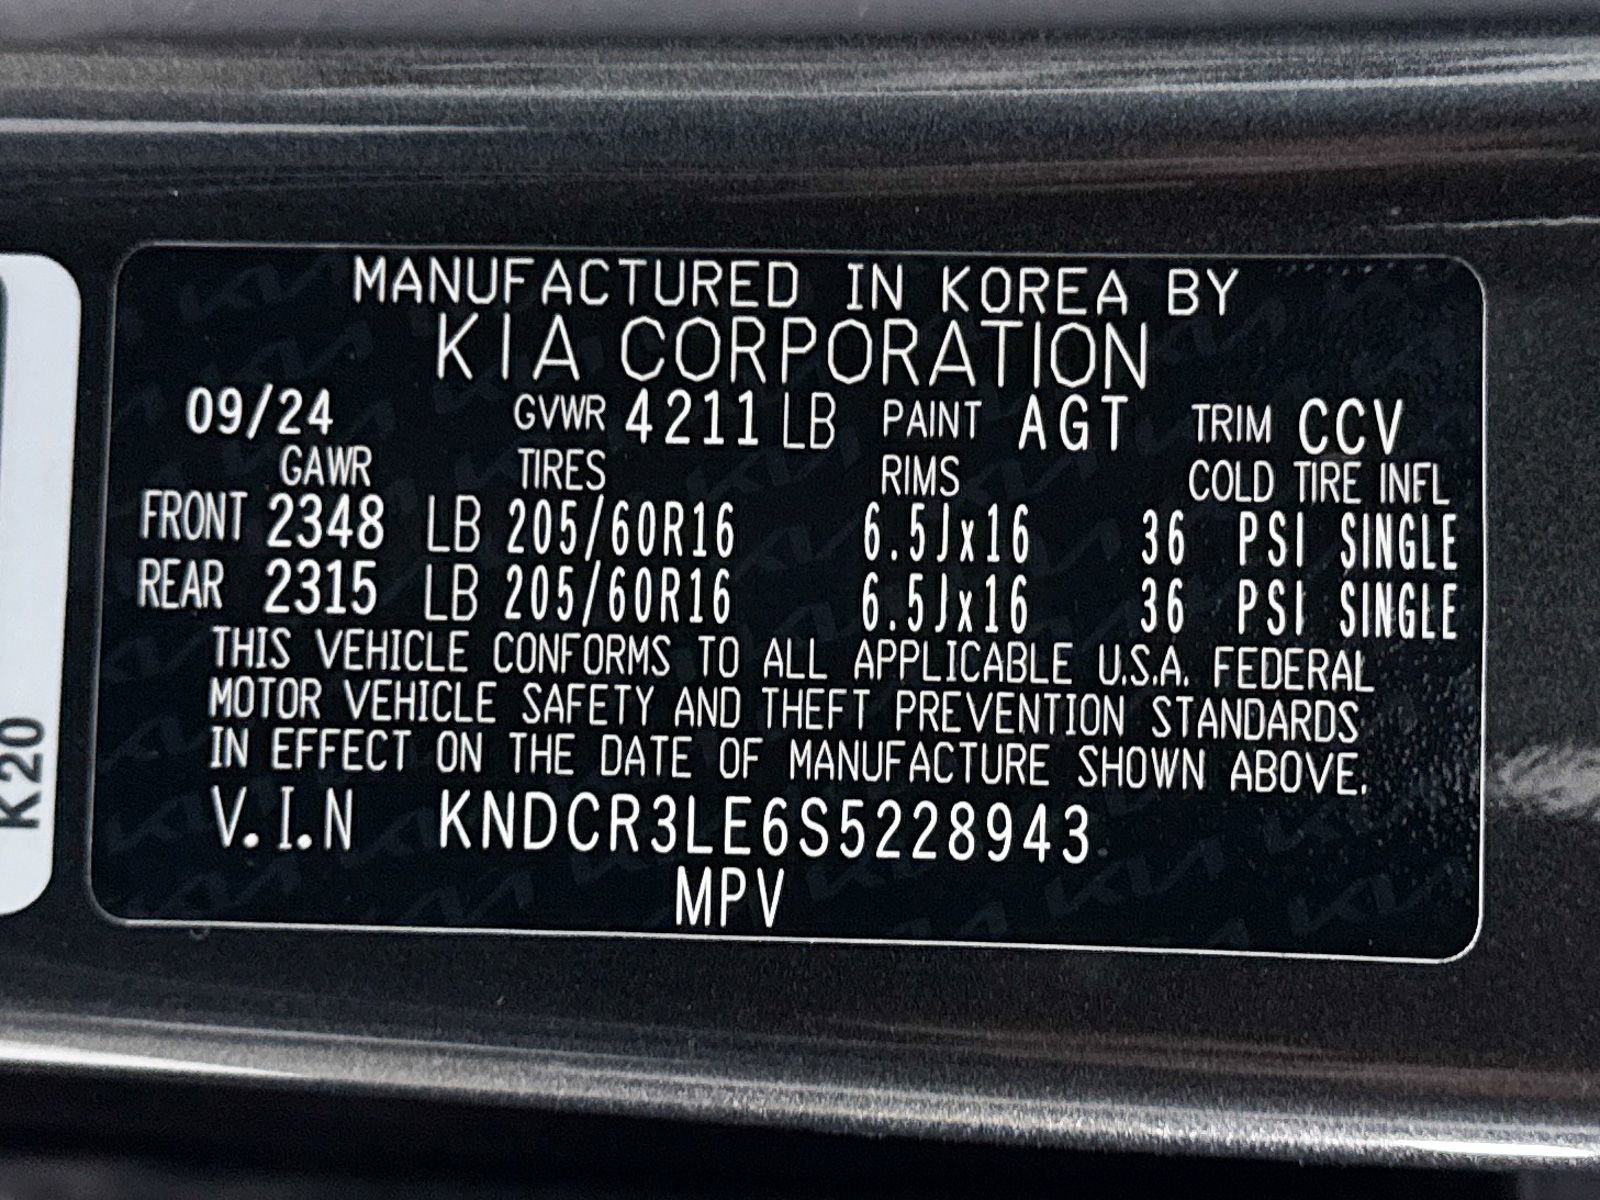 MANUFACTURED IN KOREA BY
KIA CORPORATION
09/24 GVWR 4211 LB PAINT AGT TRIM CCV
GAWR TIRES RIMS COLD TIRE INFL
FRONT 2348 LB 205/60R16 6.5Jx16 36 PSI SINGLE
REAR 2315 LB 205/60R16 6.5Jx16 36 PSI SINGLE
THIS VEHICLE CONFORMS TO ALL APPLICABLE U.S.A. FEDERAL
MOTOR VEHICLE SAFETY AND THEFT PREVENTION STANDARDS
IN EFFECT ON THE DATE OF MANUFACTURE SHOWN ABOVE.
V.I.N KNDCR3LE6S5228943
MPV
K20